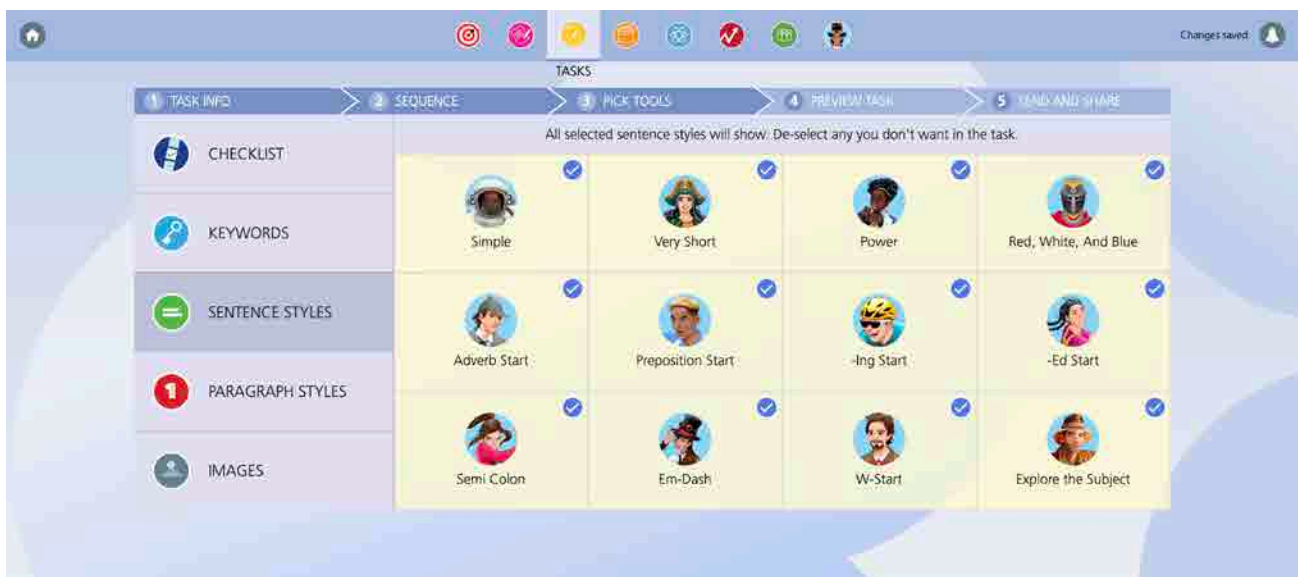 Changes saved
TASKS
1 TASK INFO
2 SEQUENCE
3 PICK TOOLS
4 PREVIEW TASK
5 SEND AND SHARE
All selected sentence styles will show. De-select any you don't want in the task.
CHECKLIST
KEYWORDS
SENTENCE STYLES
1 PARAGRAPH STYLES
IMAGES
Simple
Very Short
Power
Red, White, And Blue
Adverb Start
Preposition Start
-Ing Start
-Ed Start
Semi Colon
Em-Dash
W-Start
Explore the Subject